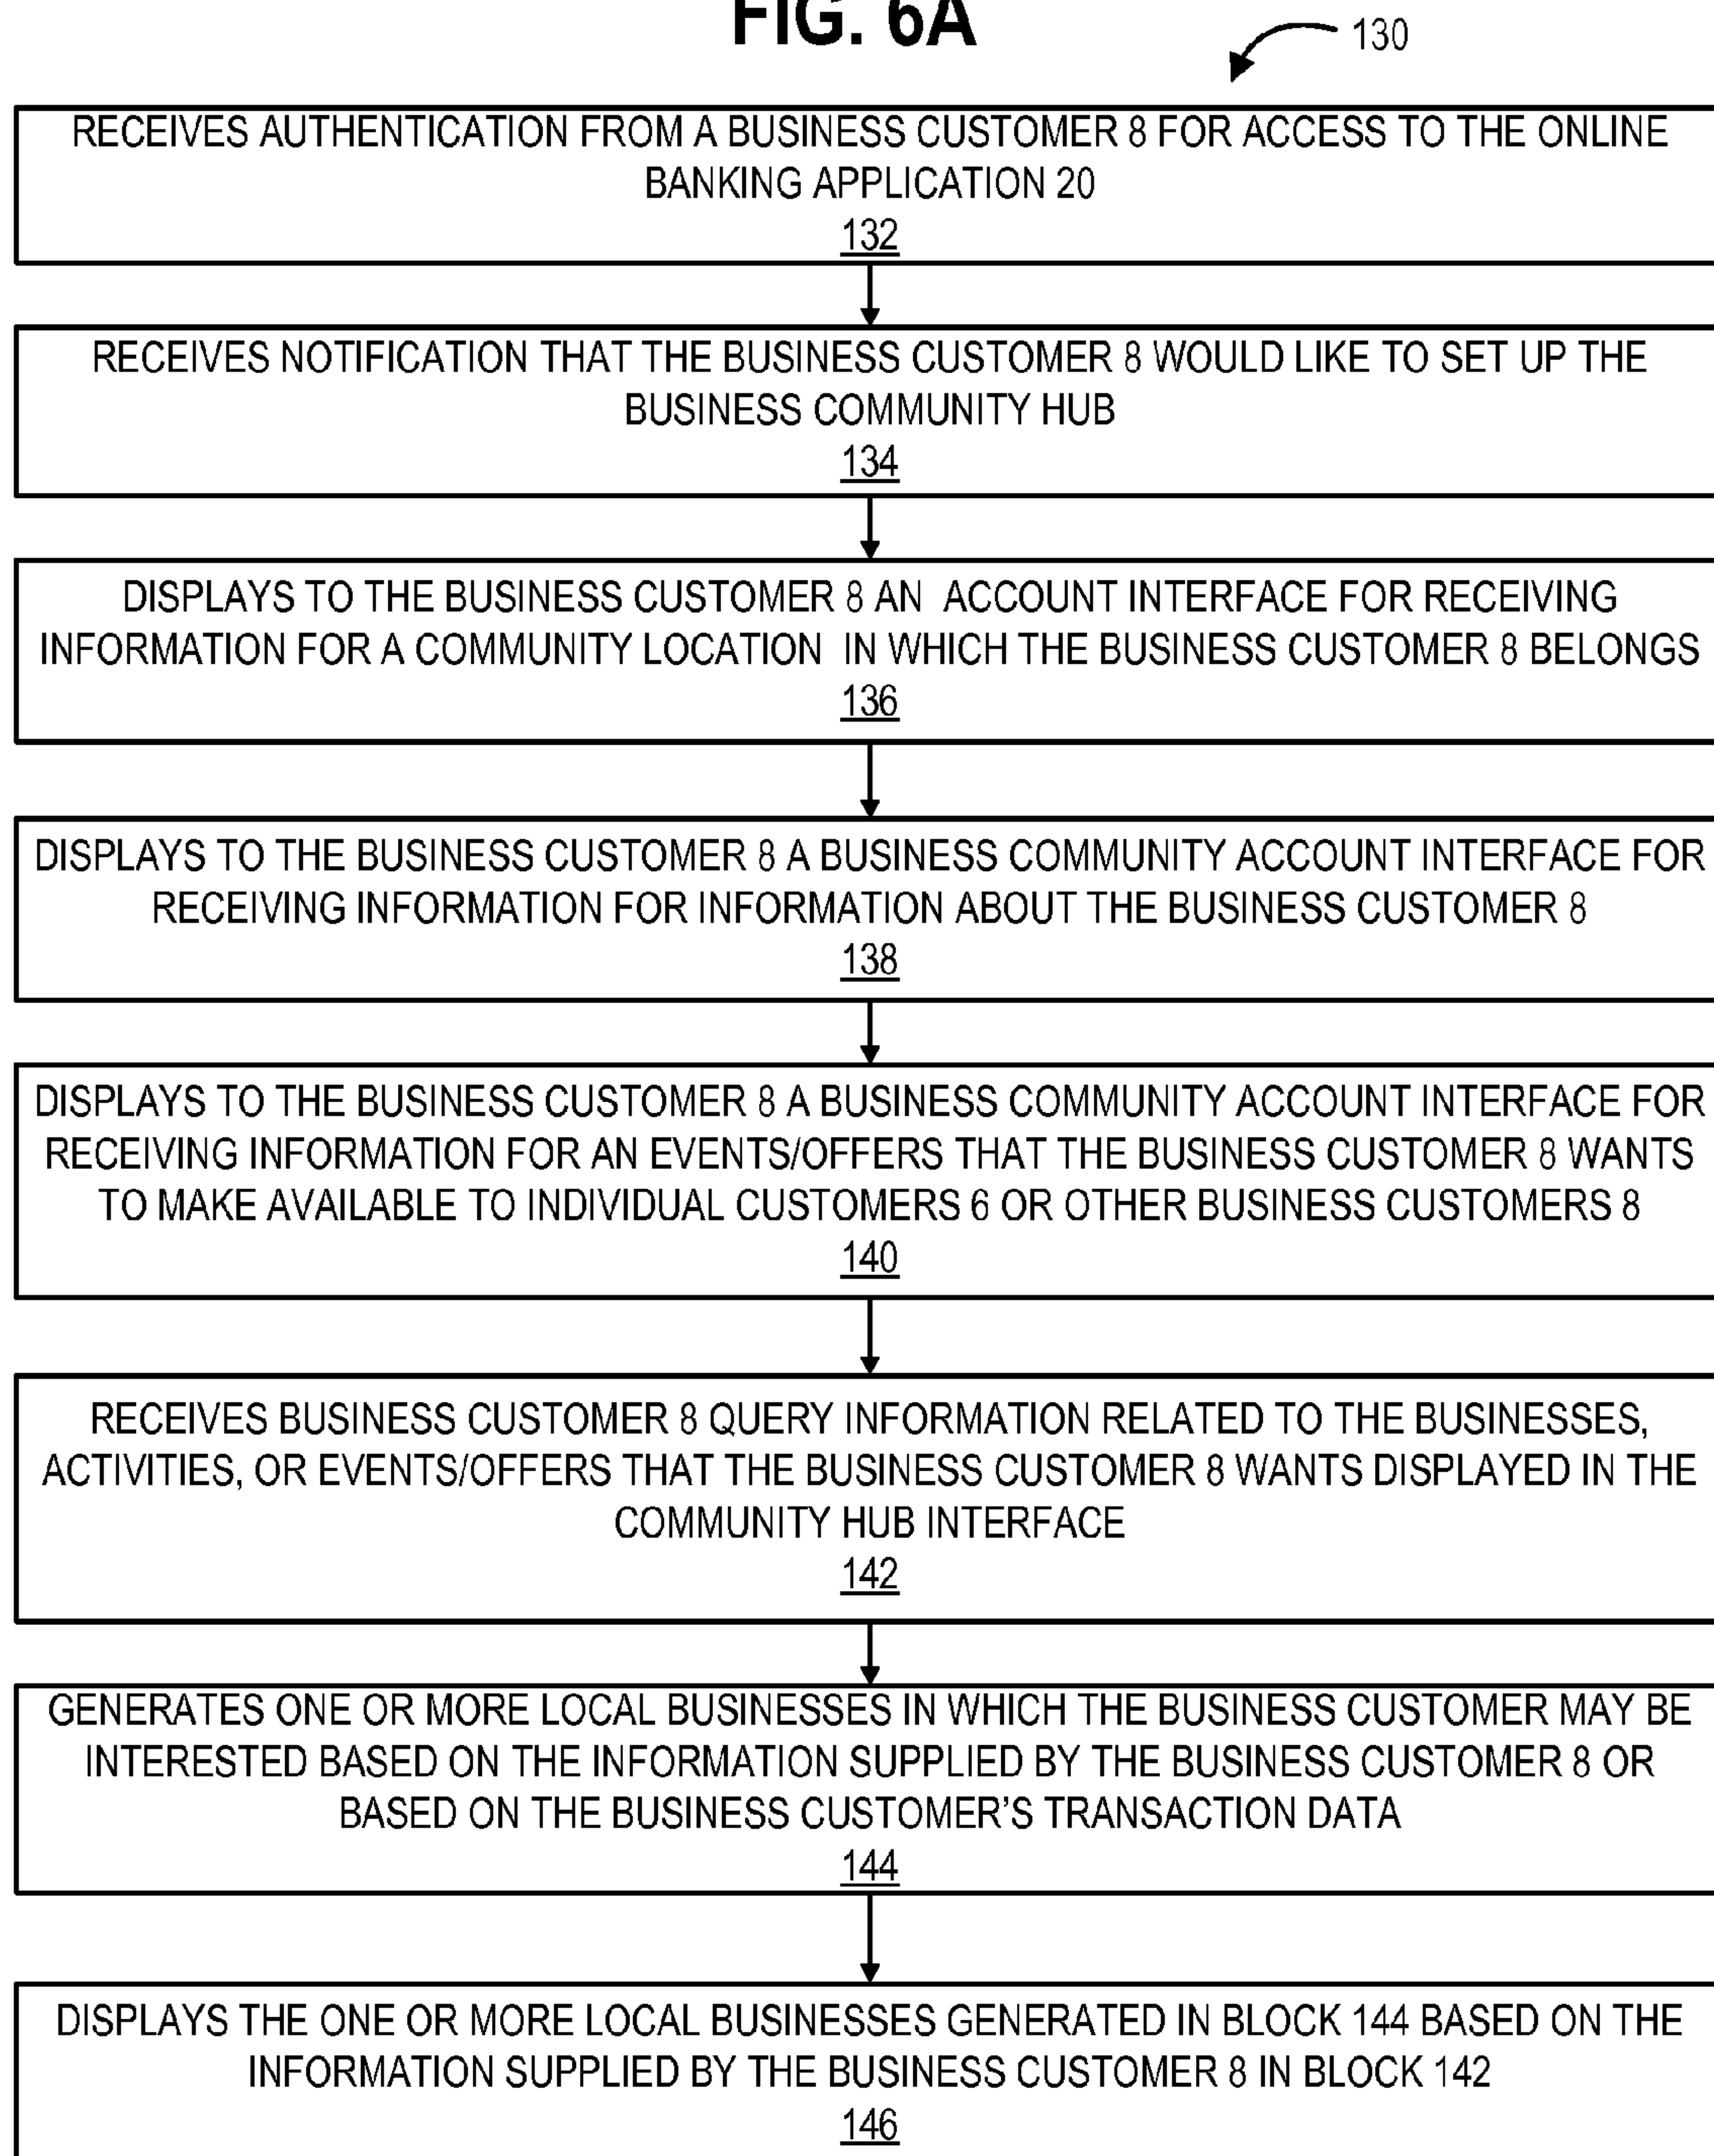 FIG. 6A
130
RECEIVES AUTHENTICATION FROM A BUSINESS CUSTOMER 8 FOR ACCESS TO THE ONLINE
BANKING APPLICATION 20
132
RECEIVES NOTIFICATION THAT THE BUSINESS CUSTOMER 8 WOULD LIKE TO SET UP THE
BUSINESS COMMUNITY HUB
134
DISPLAYS TO THE BUSINESS CUSTOMER 8 AN ACCOUNT INTERFACE FOR RECEIVING
INFORMATION FOR A COMMUNITY LOCATION IN WHICH THE BUSINESS CUSTOMER 8 BELONGS
136
DISPLAYS TO THE BUSINESS CUSTOMER 8 A BUSINESS COMMUNITY ACCOUNT INTERFACE FOR
RECEIVING INFORMATION FOR INFORMATION ABOUT THE BUSINESS CUSTOMER 8
138
DISPLAYS TO THE BUSINESS CUSTOMER 8 A BUSINESS COMMUNITY ACCOUNT INTERFACE FOR
RECEIVING INFORMATION FOR AN EVENTS/OFFERS THAT THE BUSINESS CUSTOMER 8 WANTS
TO MAKE AVAILABLE TO INDIVIDUAL CUSTOMERS 6 OR OTHER BUSINESS CUSTOMERS 8
140
RECEIVES BUSINESS CUSTOMER 8 QUERY INFORMATION RELATED TO THE BUSINESSES,
ACTIVITIES, OR EVENTS/OFFERS THAT THE BUSINESS CUSTOMER 8 WANTS DISPLAYED IN THE
COMMUNITY HUB INTERFACE
142
GENERATES ONE OR MORE LOCAL BUSINESSES IN WHICH THE BUSINESS CUSTOMER MAY BE
INTERESTED BASED ON THE INFORMATION SUPPLIED BY THE BUSINESS CUSTOMER 8 OR
BASED ON THE BUSINESS CUSTOMER'S TRANSACTION DATA
144
DISPLAYS THE ONE OR MORE LOCAL BUSINESSES GENERATED IN BLOCK 144 BASED ON THE
INFORMATION SUPPLIED BY THE BUSINESS CUSTOMER 8 IN BLOCK 142
146